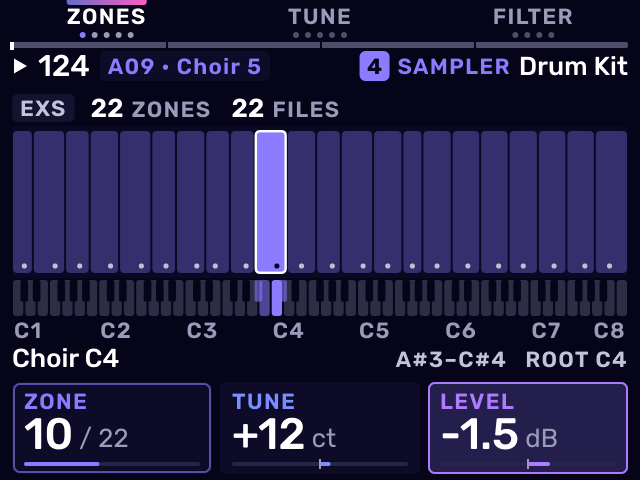 ZONES TUNE FILTER
124 A09 • Choir 5 4 SAMPLER Drum Kit
EXS 22 ZONES 22 FILES
C1 C2 C3 C4 C5 C6 C7 C8
Choir C4 A#3–C#4 ROOT C4
ZONE TUNE LEVEL
10 / 22 +12 ct -1.5 dB